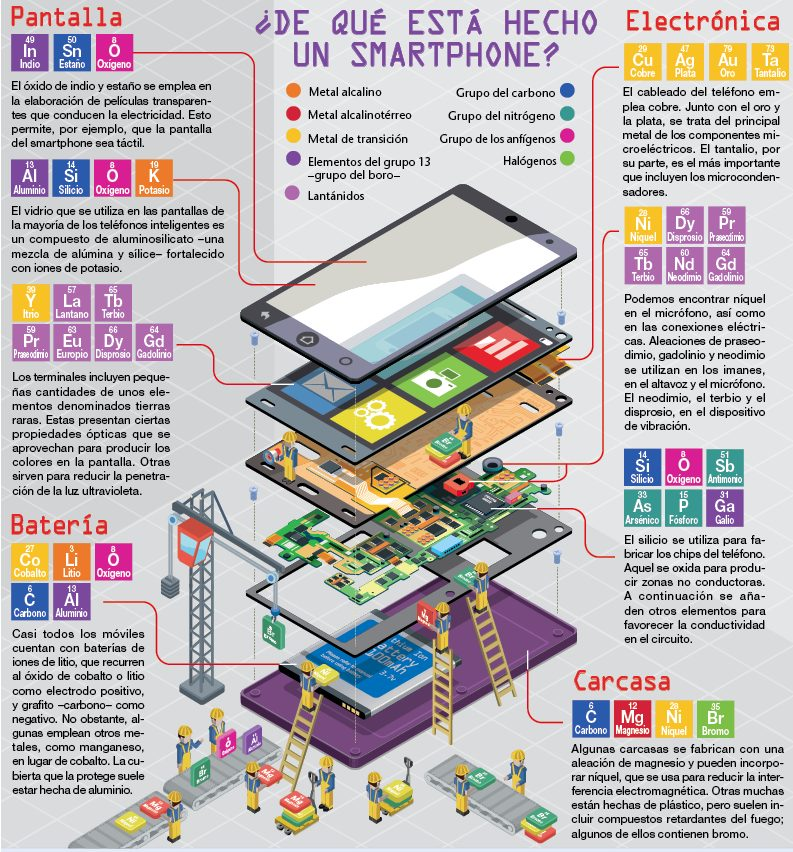 ¿DE QUÉ ESTÁ HECHO
UN SMARTPHONE?
Metal alcalino
Metal alcalinotérreo
Metal de transición
Elementos del grupo 13
–grupo del boro–
Lantánidos
Grupo del carbono
Grupo del nitrógeno
Grupo de los anfígenos
Halógenos
Pantalla
49 50 8
In Sn O
Indio Estaño Oxígeno
El óxido de indio y estaño se emplea en
la elaboración de películas transparen-
tes que conducen la electricidad. Esto
permite, por ejemplo, que la pantalla
del smartphone sea táctil.
13 14 8 19
Al Si O K
Aluminio Silicio Oxígeno Potasio
El vidrio que se utiliza en las pantallas de
la mayoría de los teléfonos inteligentes es
un compuesto de aluminosilicato –una
mezcla de alúmina y sílice– fortalecido
con iones de potasio.
39 57 65
Y La Tb
Itrio Lantano Terbio
59 63 66 64
Pr Eu Dy Gd
Praseodimio Europio Disprosio Gadolinio
Los terminales incluyen peque-
ñas cantidades de unos ele-
mentos denominados tierras
raras. Estas presentan ciertas
propiedades ópticas que se
aprovechan para producir los
colores en la pantalla. Otras
sirven para reducir la penetra-
ción de la luz ultravioleta.
Batería
27 3 8
Co Li O
Cobalto Litio Oxígeno
6 13
C Al
Carbono Aluminio
Casi todos los móviles
cuentan con baterías de
iones de litio, que recurren
al óxido de cobalto o litio
como electrodo positivo,
y grafito –carbono– como
negativo. No obstante, al-
gunas emplean otros me-
tales, como manganeso,
en lugar de cobalto. La cu-
bierta que la protege suele
estar hecha de aluminio.
Electrónica
29 47 79 73
Cu Ag Au Ta
Cobre Plata Oro Tantalio
El cableado del teléfono em-
plea cobre. Junto con el oro y
la plata, se trata del principal
metal de los componentes mi-
croeléctricos. El tantalio, por
su parte, es el más importante
que incluyen los microconden-
sadores.
28 66 59
Ni Dy Pr
Níquel Disprosio Praseodimio
65 60 64
Tb Nd Gd
Terbio Neodimio Gadolinio
Podemos encontrar níquel
en el micrófono, así como
en las conexiones eléctri-
cas. Aleaciones de praseo-
dimio, gadolinio y neodimio
se utilizan en los imanes,
en el altavoz y el micrófono.
El neodimio, el terbio y el
disprosio, en el dispositivo
de vibración.
14 8 51
Si O Sb
Silicio Oxígeno Antimonio
33 15 31
As P Ga
Arsénico Fósforo Galio
El silicio se utiliza para fa-
bricar los chips del teléfono.
Aquel se oxida para produ-
cir zonas no conductoras.
A continuación se aña-
den otros elementos para
favorecer la conductividad
en el circuito.
Carcasa
6 12 28 35
C Mg Ni Br
Carbono Magnesio Níquel Bromo
Algunas carcasas se fabrican con una
aleación de magnesio y pueden incorpo-
rar níquel, que se usa para reducir la inter-
ferencia electromagnética. Otras muchas
están hechas de plástico, pero suelen in-
cluir compuestos retardantes del fuego;
algunos de ellos contienen bromo.
Br
Bromo
Mg
Br
Battery
3.7v
Br
O
Al
Mg
Ni
Br